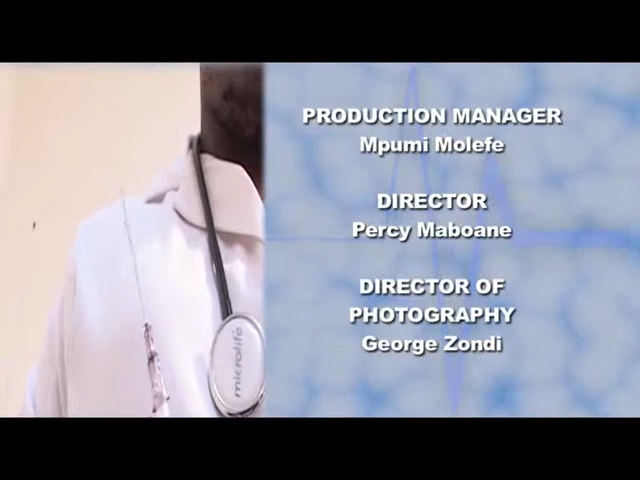 PRODUCTION MANAGER
Mpumi Molefe
DIRECTOR
Percy Maboane
DIRECTOR OF
PHOTOGRAPHY
George Zondi
microlife